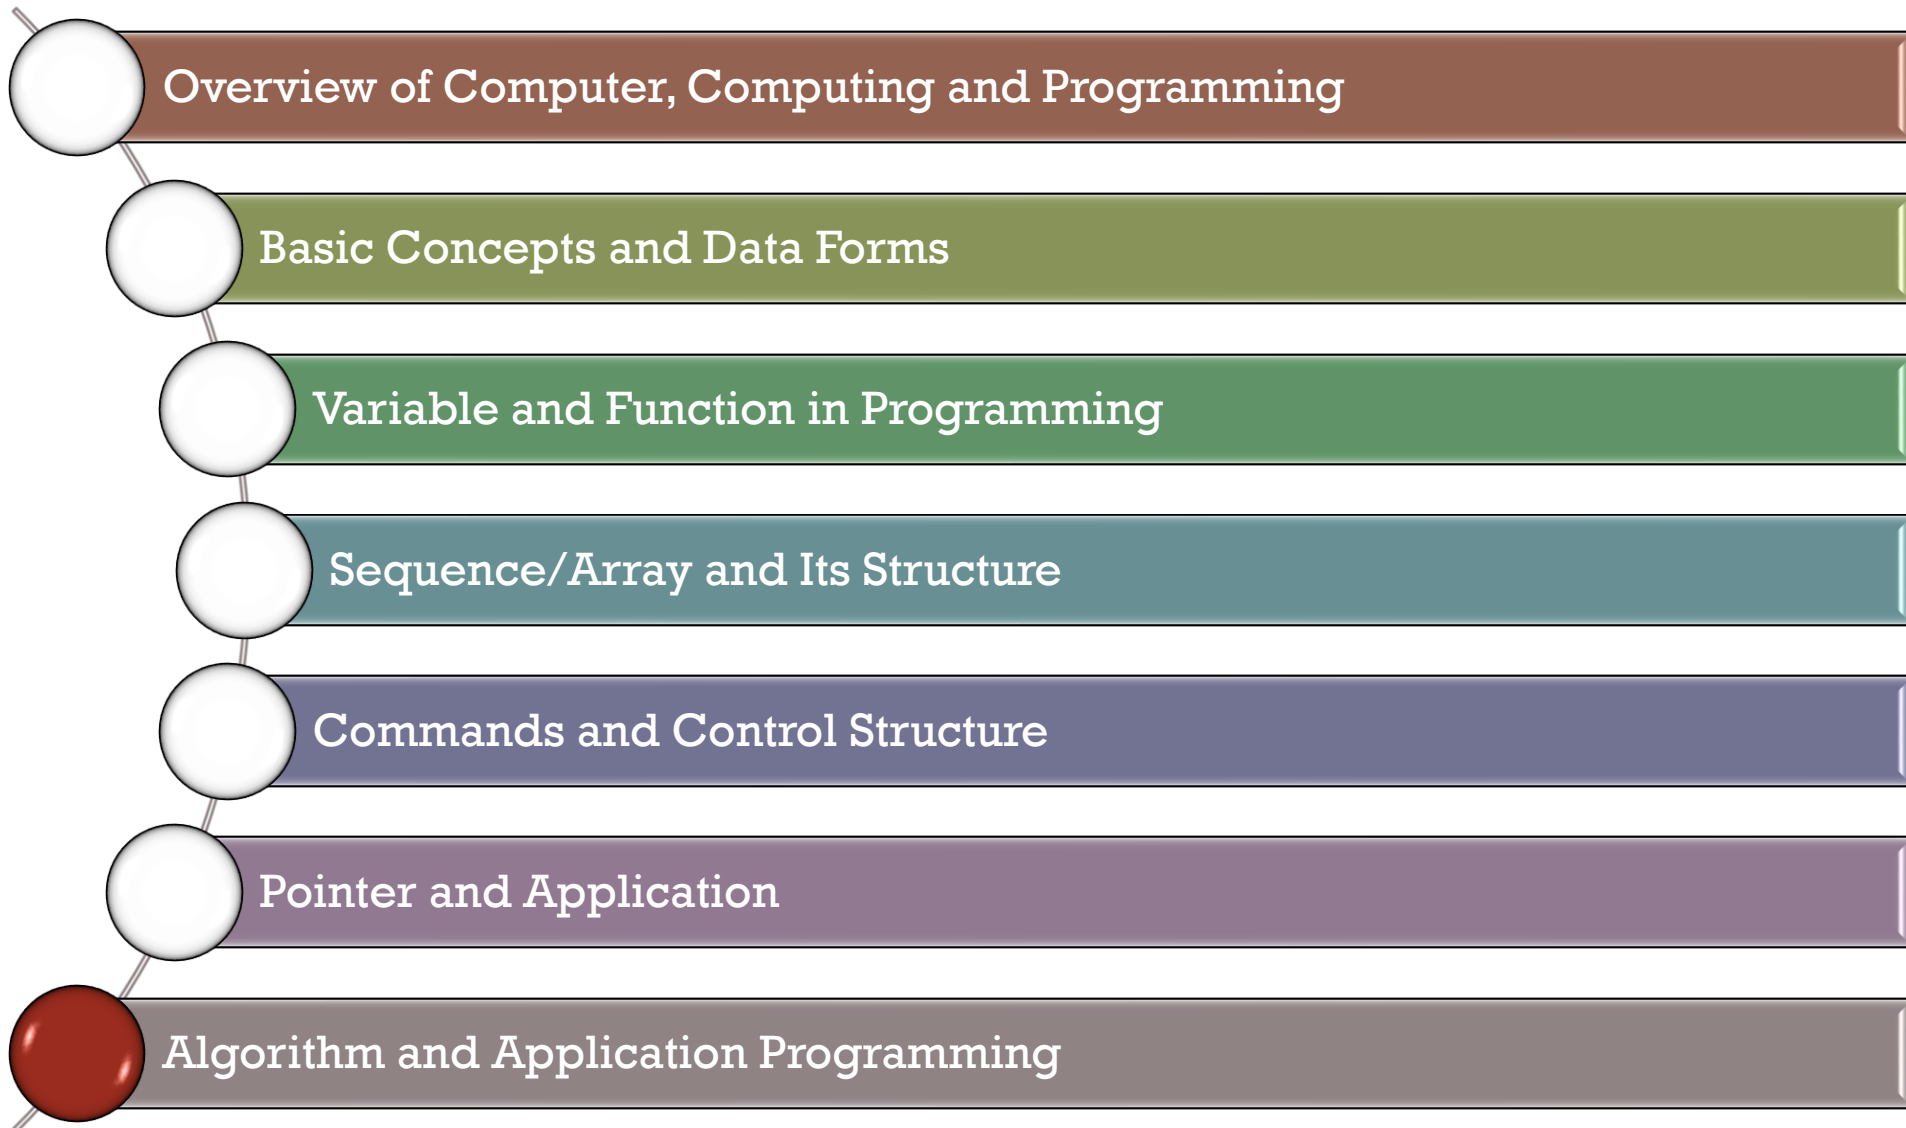 Overview of Computer, Computing and Programming
Basic Concepts and Data Forms
Variable and Function in Programming
Sequence/Array and Its Structure
Commands and Control Structure
Pointer and Application
Algorithm and Application Programming